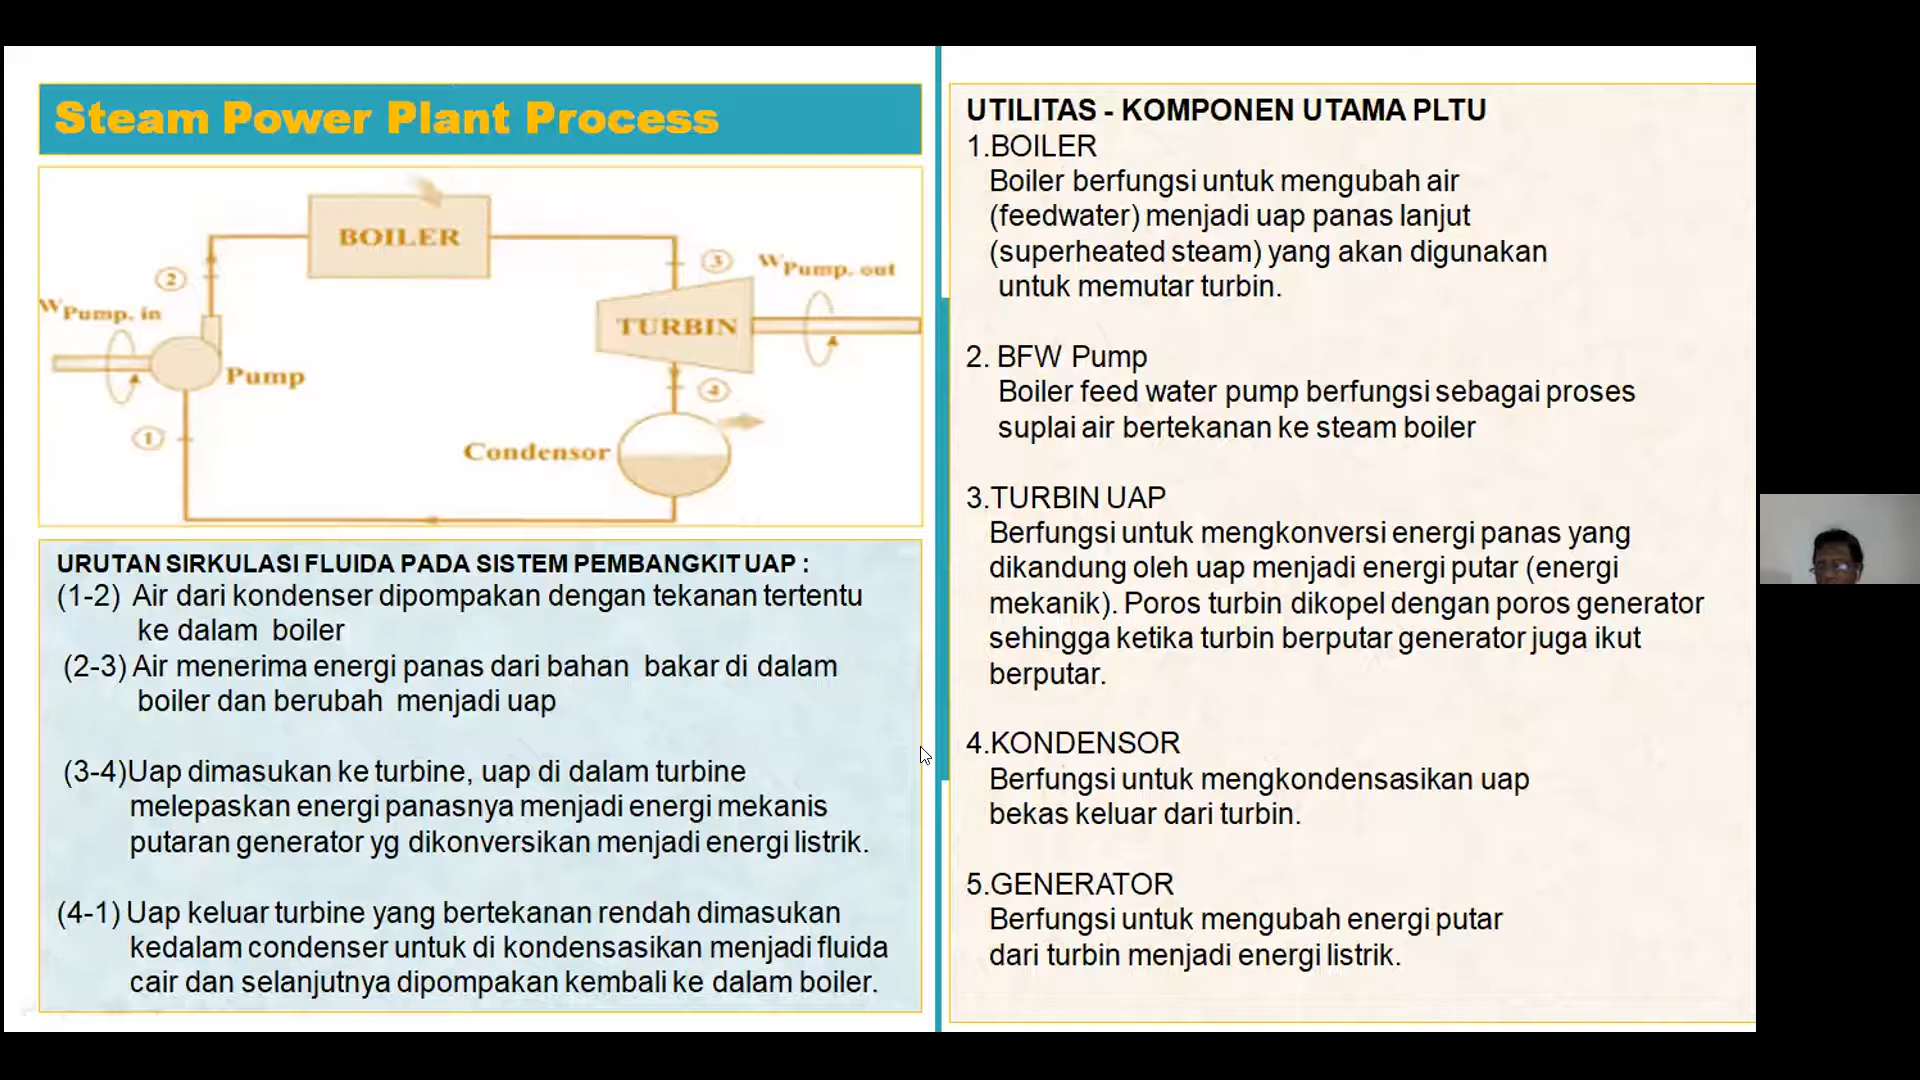 Steam Power Plant Process
BOILER
2
3
WPump. out
WPump. in
TURBIN
Pump
4
1
Condensor
URUTAN SIRKULASI FLUIDA PADA SISTEM PEMBANGKIT UAP :
(1-2) Air dari kondenser dipompakan dengan tekanan tertentu
ke dalam boiler
(2-3) Air menerima energi panas dari bahan bakar di dalam
boiler dan berubah menjadi uap
(3-4)Uap dimasukan ke turbine, uap di dalam turbine
melepaskan energi panasnya menjadi energi mekanis
putaran generator yg dikonversikan menjadi energi listrik.
(4-1) Uap keluar turbine yang bertekanan rendah dimasukan
kedalam condenser untuk di kondensasikan menjadi fluida
cair dan selanjutnya dipompakan kembali ke dalam boiler.
UTILITAS - KOMPONEN UTAMA PLTU
1.BOILER
Boiler berfungsi untuk mengubah air
(feedwater) menjadi uap panas lanjut
(superheated steam) yang akan digunakan
untuk memutar turbin.
2. BFW Pump
Boiler feed water pump berfungsi sebagai proses
suplai air bertekanan ke steam boiler
3.TURBIN UAP
Berfungsi untuk mengkonversi energi panas yang
dikandung oleh uap menjadi energi putar (energi
mekanik). Poros turbin dikopel dengan poros generator
sehingga ketika turbin berputar generator juga ikut
berputar.
4.KONDENSOR
Berfungsi untuk mengkondensasikan uap
bekas keluar dari turbin.
5.GENERATOR
Berfungsi untuk mengubah energi putar
dari turbin menjadi energi listrik.